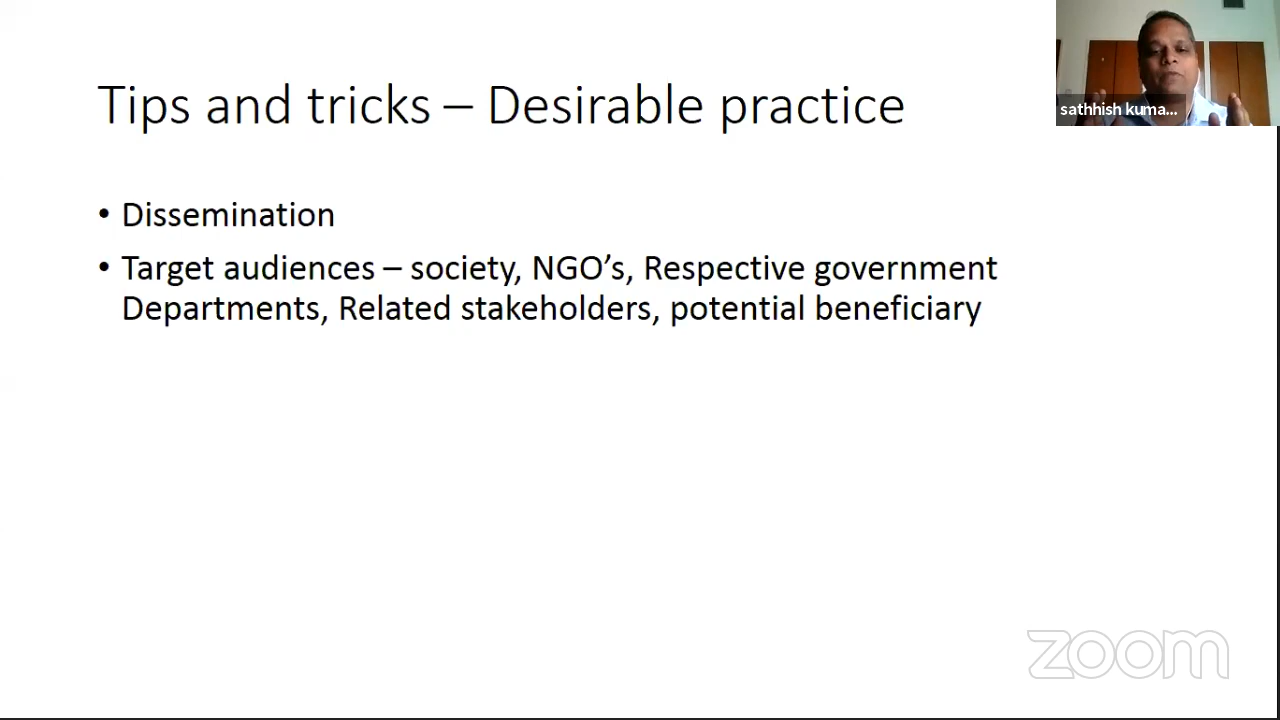 Tips and tricks – Desirable practice
sathhish kuma...
• Dissemination
• Target audiences – society, NGO’s, Respective government
Departments, Related stakeholders, potential beneficiary
zoom